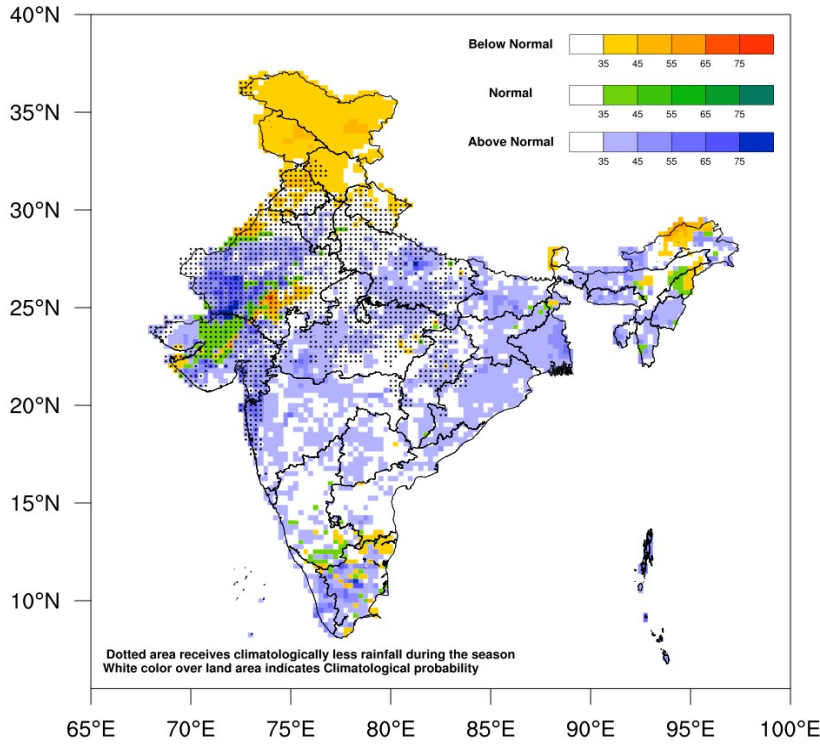 40°N
Below Normal
35 45 55 65 75
Normal
35 45 55 65 75
Above Normal
35 45 55 65 75
35°N
30°N
25°N
20°N
15°N
10°N
Dotted area receives climatologically less rainfall during the season
White color over land area indicates Climatological probability
65°E 70°E 75°E 80°E 85°E 90°E 95°E 100°E